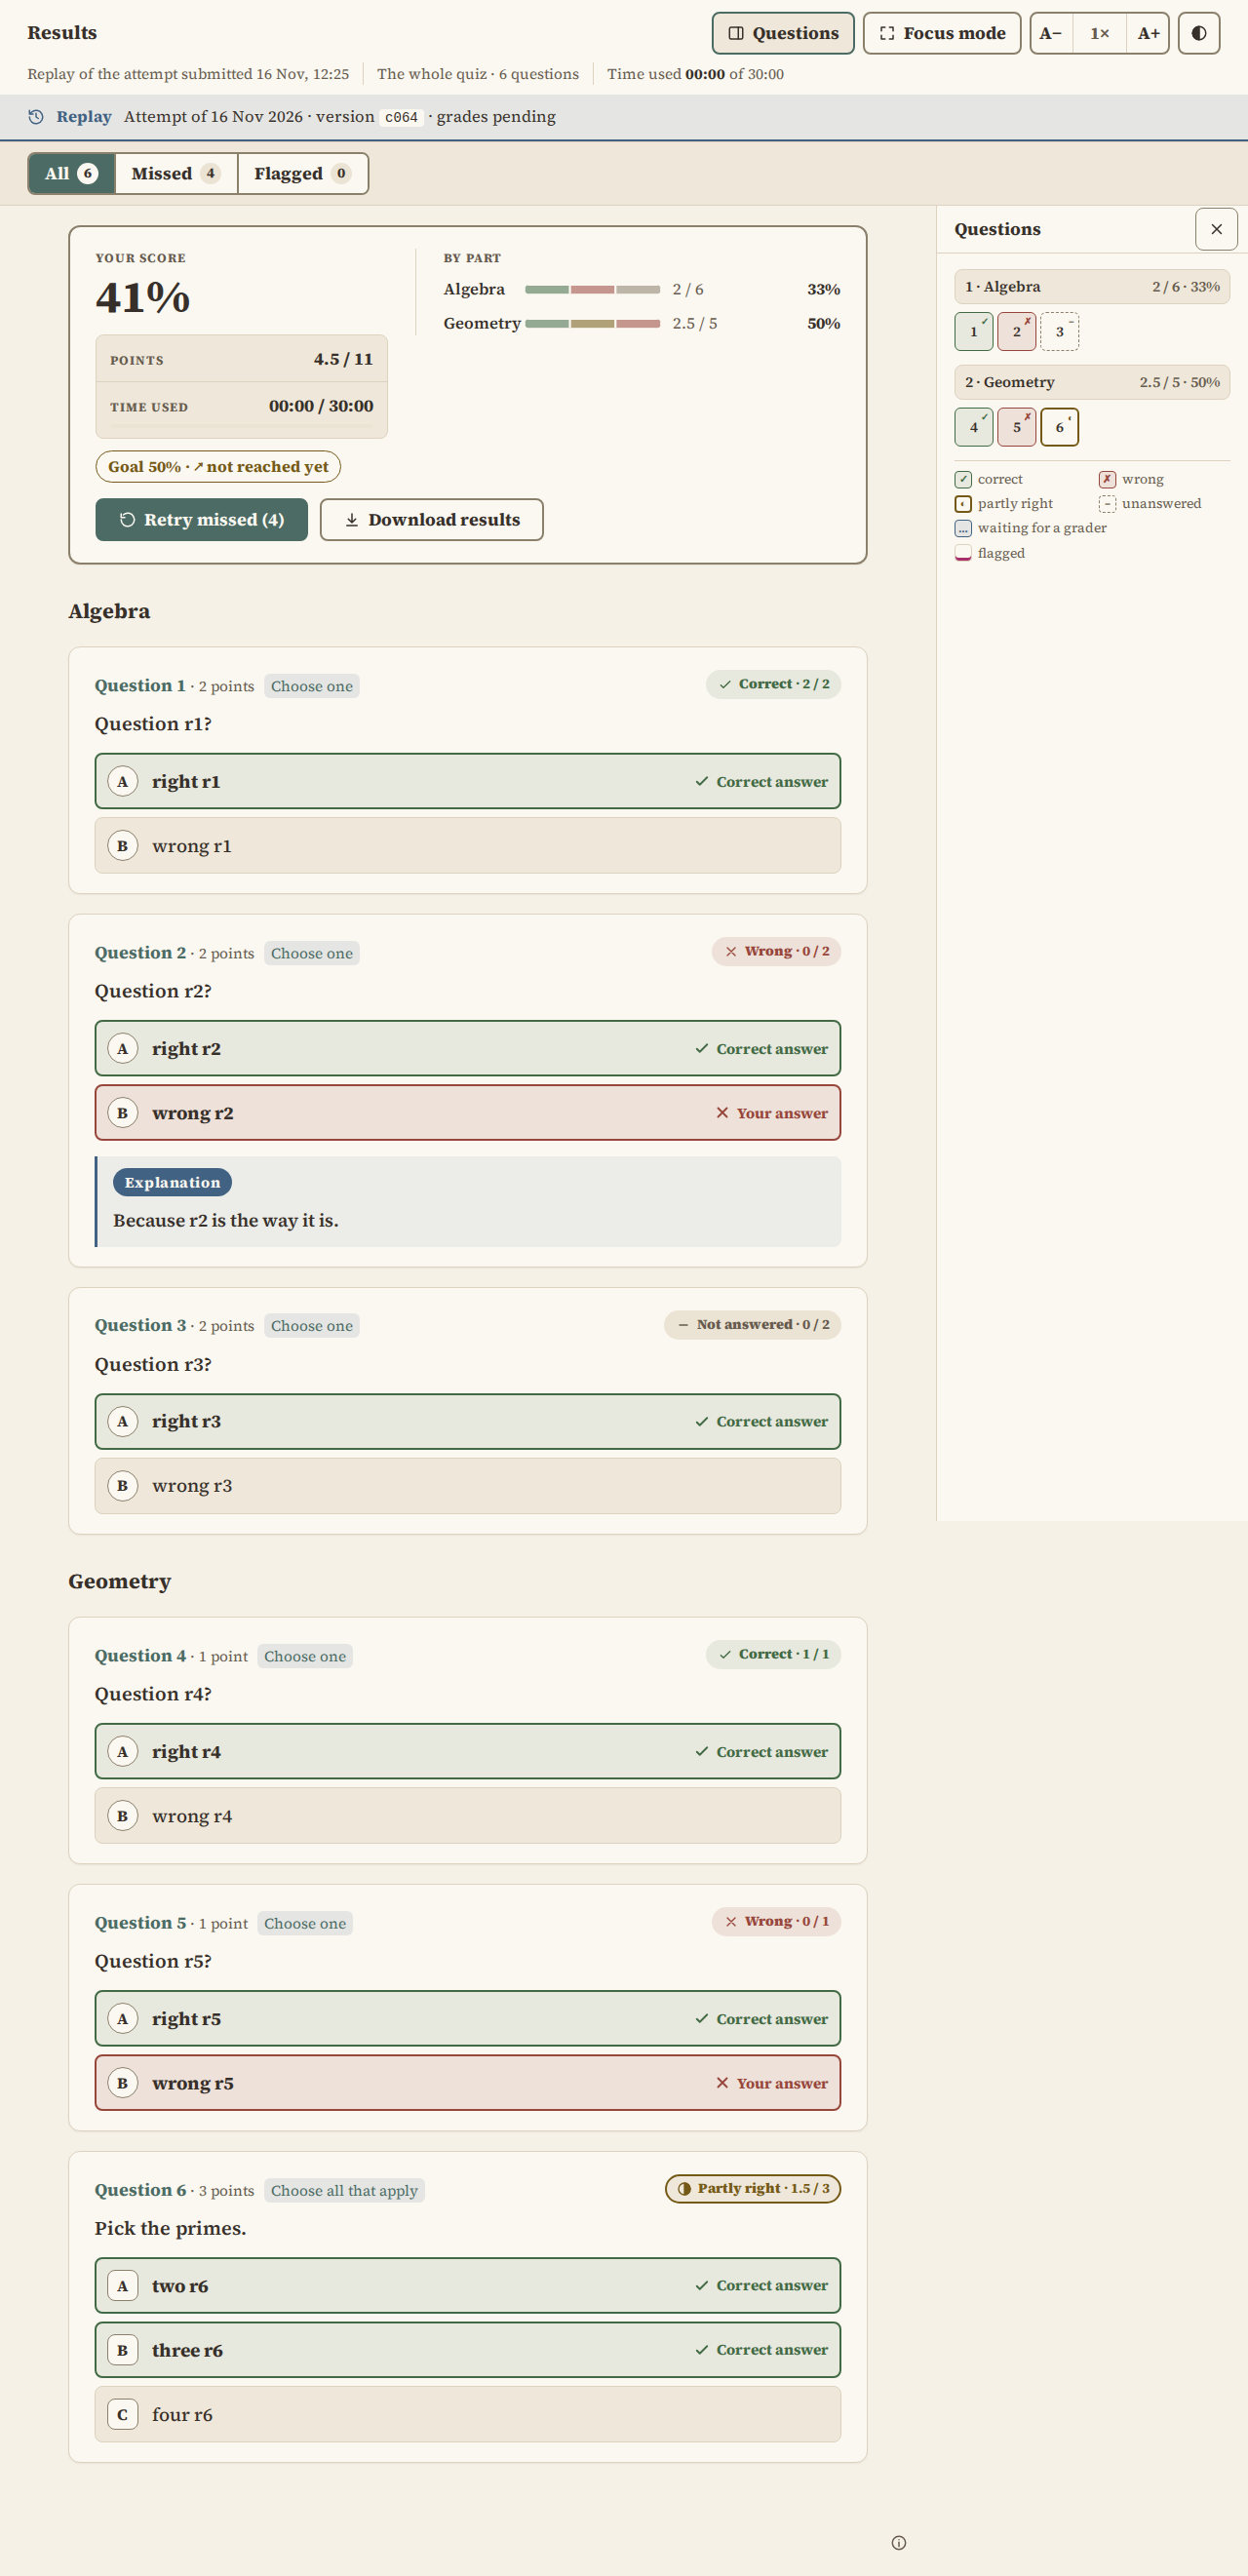 Results
Questions
Focus mode
A−
1×
A+
Replay of the attempt submitted 16 Nov, 12:25
The whole quiz · 6 questions
Time used 00:00 of 30:00
Replay Attempt of 16 Nov 2026 · version c064 · grades pending
All 6
Missed 4
Flagged 0
YOUR SCORE
41%
POINTS 4.5 / 11
TIME USED 00:00 / 30:00
Goal 50% · ↗ not reached yet
BY PART
Algebra 2 / 6 33%
Geometry 2.5 / 5 50%
Retry missed (4)
Download results
Questions
1 · Algebra 2 / 6 · 33%
1 ✓ 2 ✗ 3 –
2 · Geometry 2.5 / 5 · 50%
4 ✓ 5 ✗ 6
✓ correct
✗ wrong
partly right
– unanswered
… waiting for a grader
flagged
Algebra
Question 1 · 2 points Choose one
Correct · 2 / 2
Question r1?
A right r1 Correct answer
B wrong r1
Question 2 · 2 points Choose one
Wrong · 0 / 2
Question r2?
A right r2 Correct answer
B wrong r2 Your answer
Explanation
Because r2 is the way it is.
Question 3 · 2 points Choose one
Not answered · 0 / 2
Question r3?
A right r3 Correct answer
B wrong r3
Geometry
Question 4 · 1 point Choose one
Correct · 1 / 1
Question r4?
A right r4 Correct answer
B wrong r4
Question 5 · 1 point Choose one
Wrong · 0 / 1
Question r5?
A right r5 Correct answer
B wrong r5 Your answer
Question 6 · 3 points Choose all that apply
Partly right · 1.5 / 3
Pick the primes.
A two r6 Correct answer
B three r6 Correct answer
C four r6